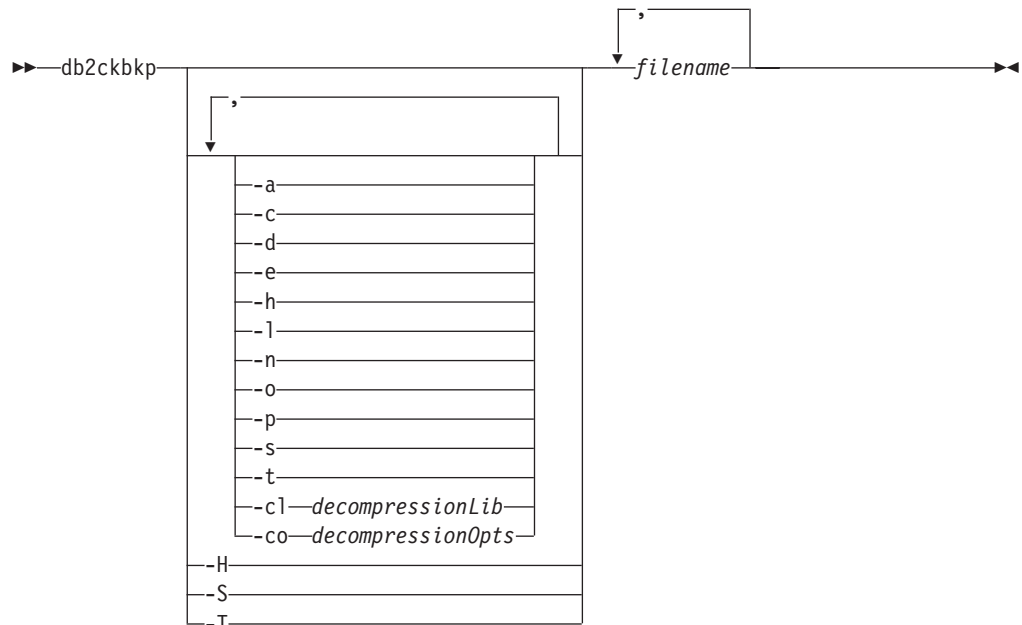 ,
db2ckbkp filename
,
-a
-c
-d
-e
-h
-l
-n
-o
-p
-s
-t
-cl decompressionLib
-co decompressionOpts
-H
-S
-T